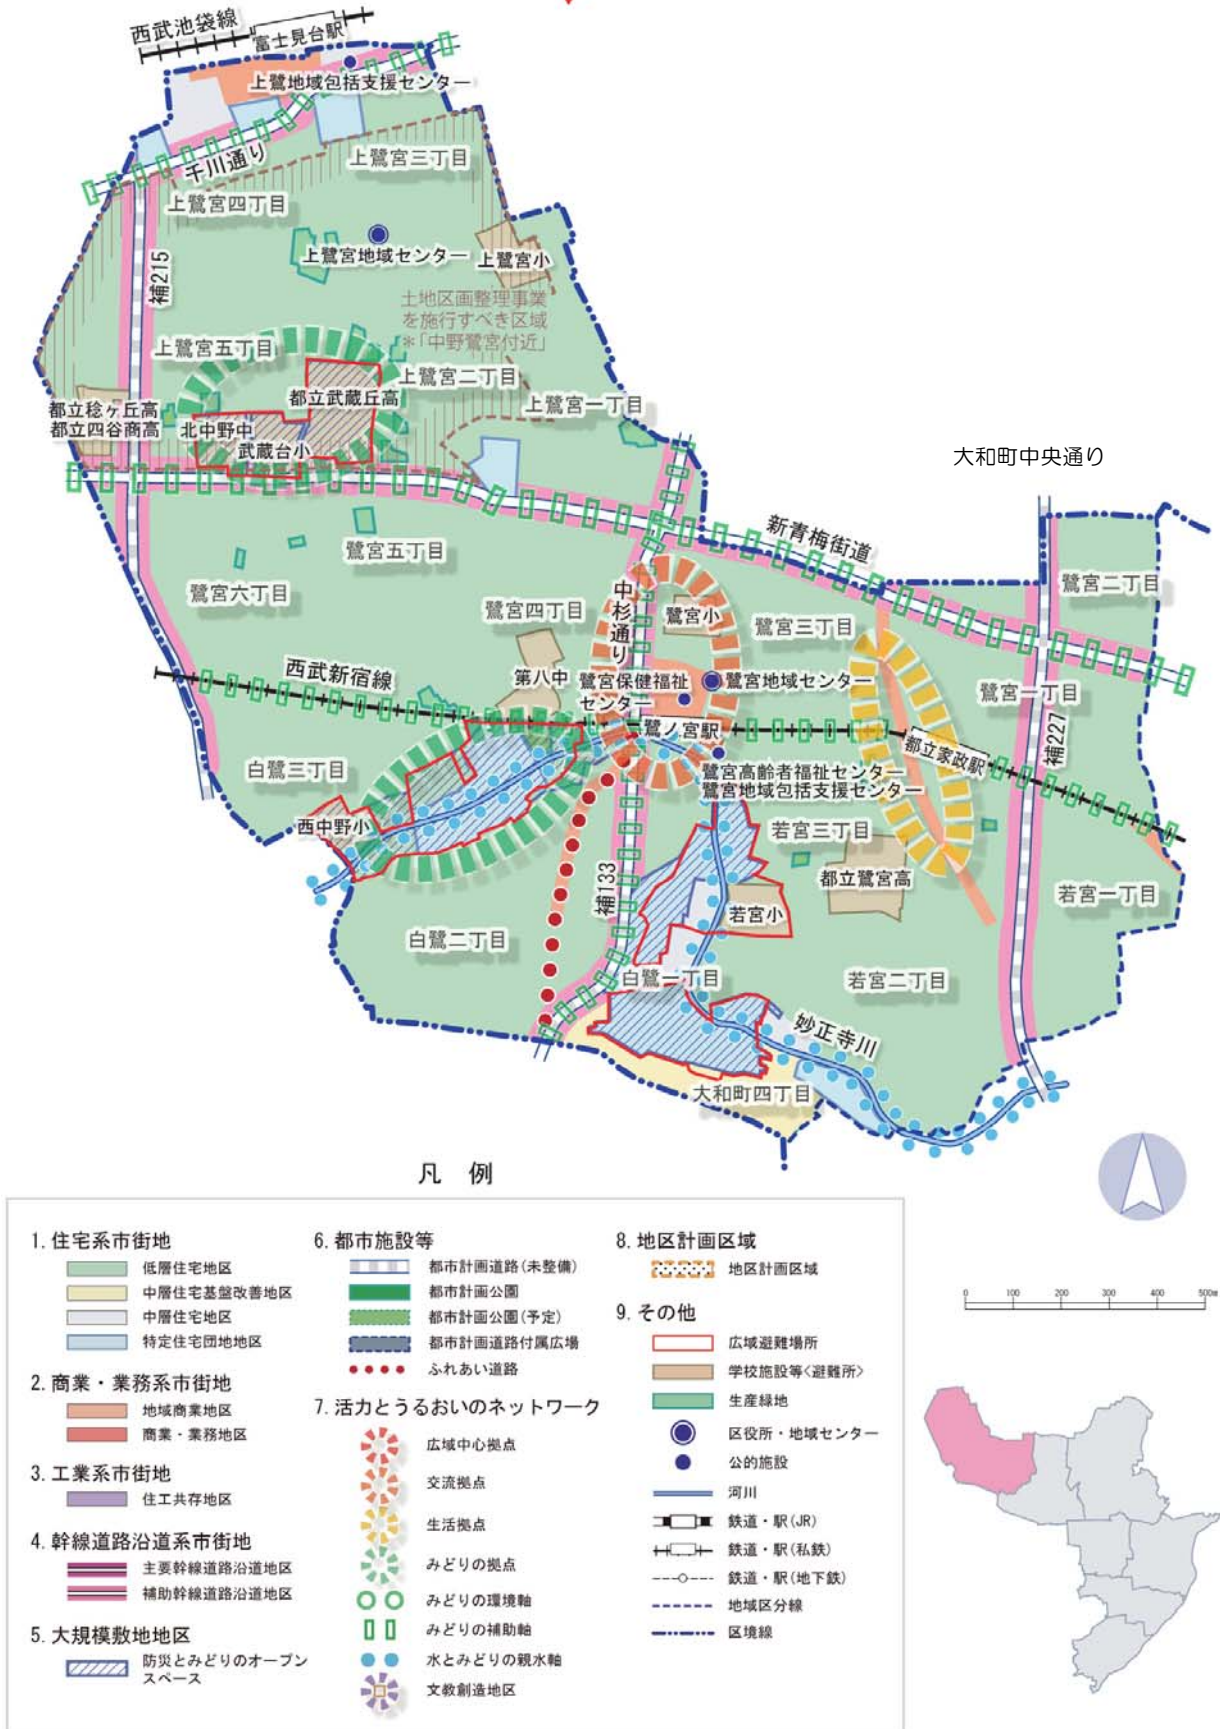 西武池袋線
富士見台駅
上鷺地域包括支援センター
千川通り
上鷺宮三丁目
上鷺宮四丁目
補215
上鷺宮地域センター
上鷺宮小
土地区画整理事業
を施行すべき区域
＊「中野鷺宮付近」
上鷺宮五丁目
上鷺宮二丁目
都立武蔵丘高
上鷺宮一丁目
都立稔ヶ丘高
都立四谷商高
北中野中
武蔵台小
大和町中央通り
新青梅街道
鷺宮五丁目
鷺宮六丁目
鷺宮四丁目
中杉通り
鷺宮小
鷺宮三丁目
鷺宮二丁目
西武新宿線
第八中
鷺宮保健福祉
センター
鷺宮地域センター
鷺宮一丁目
鷺ノ宮駅
都立家政駅
補227
白鷺三丁目
鷺宮高齢者福祉センター
鷺宮地域包括支援センター
西中野小
若宮三丁目
都立鷺宮高
補133
若宮小
若宮一丁目
白鷺二丁目
白鷺一丁目
若宮二丁目
妙正寺川
大和町四丁目
凡 例
1. 住宅系市街地
低層住宅地区
中層住宅基盤改善地区
中層住宅地区
特定住宅団地地区
2. 商業・業務系市街地
地域商業地区
商業・業務地区
3. 工業系市街地
住工共存地区
4. 幹線道路沿道系市街地
主要幹線道路沿道地区
補助幹線道路沿道地区
5. 大規模敷地地区
防災とみどりのオープン
スペース
6. 都市施設等
都市計画道路(未整備)
都市計画公園
都市計画公園(予定)
都市計画道路付属広場
ふれあい道路
7. 活力とうるおいのネットワーク
広域中心拠点
交流拠点
生活拠点
みどりの拠点
みどりの環境軸
みどりの補助軸
水とみどりの親水軸
文教創造地区
8. 地区計画区域
地区計画区域
9. その他
広域避難場所
学校施設等<避難所>
生産緑地
区役所・地域センター
公的施設
河川
鉄道・駅(JR)
鉄道・駅(私鉄)
鉄道・駅(地下鉄)
地域区分線
区境線
0 100 200 300 400 500m